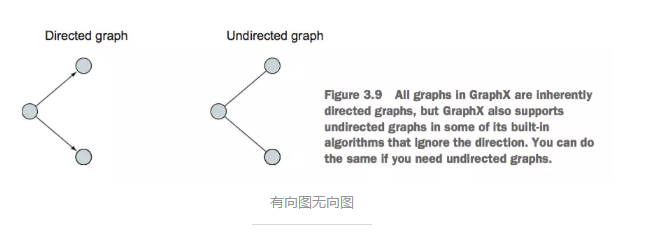 Directed graph
Undirected graph
Figure 3.9 All graphs in GraphX are inherently
directed graphs, but GraphX also supports
undirected graphs in some of its built-in
algorithms that ignore the direction. You can do
the same if you need undirected graphs.
有向图无向图